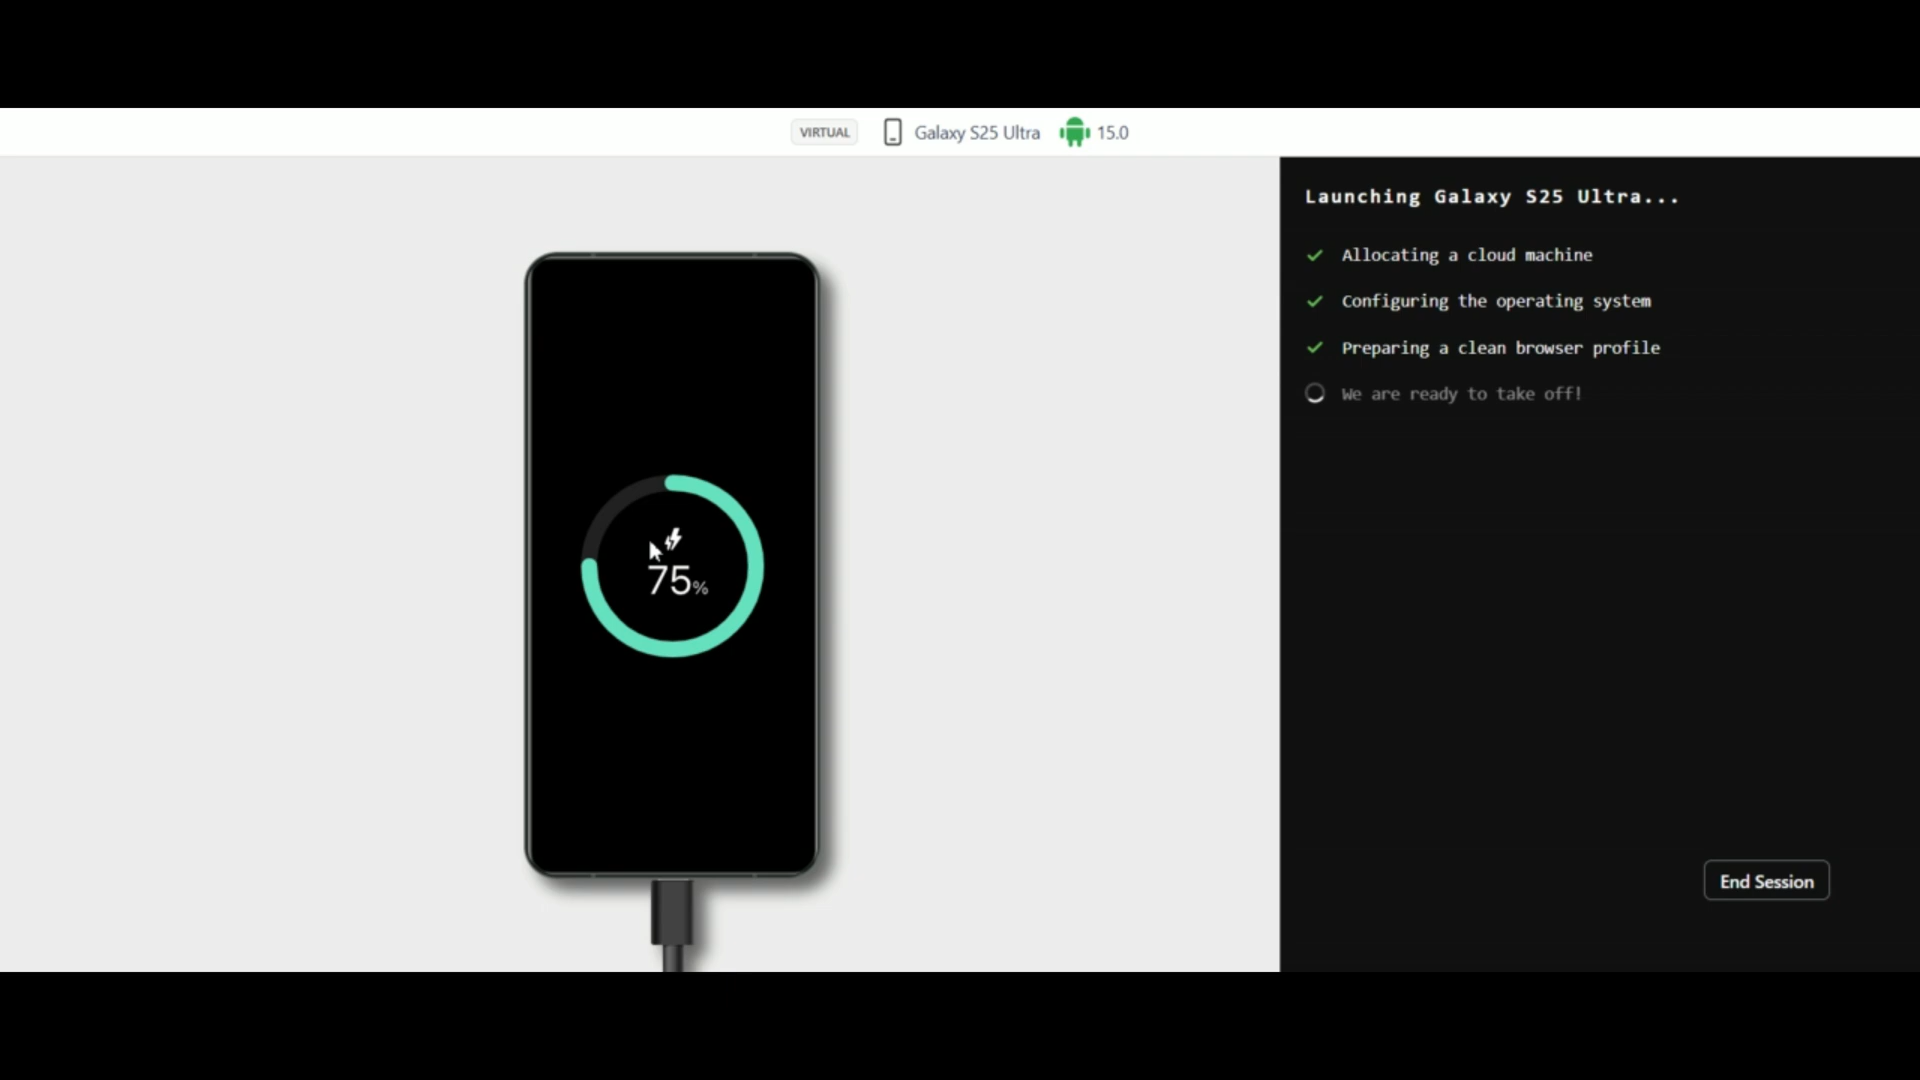 VIRTUAL Galaxy S25 Ultra 15.0
Launching Galaxy S25 Ultra...
Allocating a cloud machine
Configuring the operating system
Preparing a clean browser profile
We are ready to take off!
75%
End Session